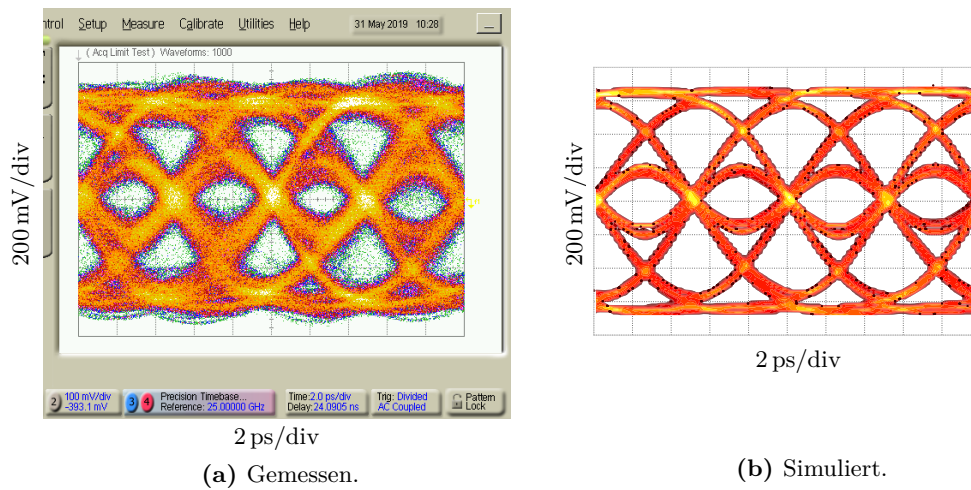 ntrol Setup Measure Calibrate Utilities Help 31 May 2019 10:28
( Acq Limit Test ) Waveforms: 1000
200 mV/div
200 mV/div
2 ps/div
2 100 mV/div
-393.1 mV
3 4 Precision Timebase...
Reference: 25.00000 GHz
Time:2.0 ps/div
Delay:24.0905 ns
Trig: Divided
AC Coupled
Pattern
Lock
2 ps/div
(a) Gemessen.
(b) Simuliert.